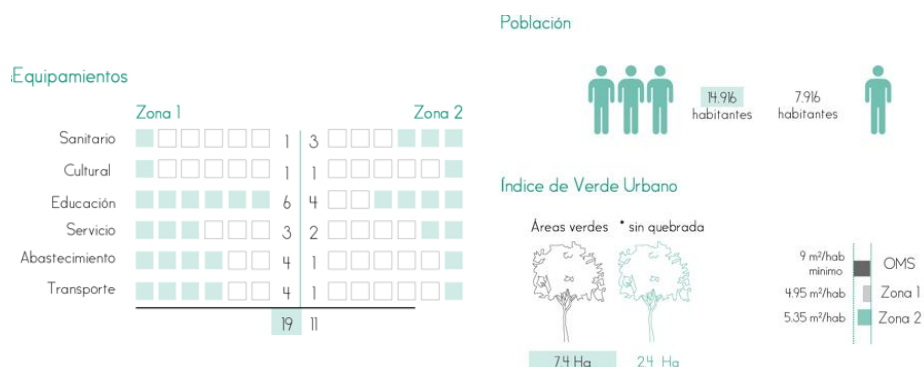 Equipamientos
Zona 1 Zona 2
Sanitario 1 3
Cultural 1 1
Educación 6 4
Servicio 3 2
Abastecimiento 4 1
Transporte 4 1
19 11
Población
14.916 habitantes
7.916 habitantes
Índice de Verde Urbano
Áreas verdes * sin quebrada
7.4 Ha 2.4 Ha
9 m²/hab mínimo OMS
4.95 m²/hab Zona 1
5.35 m²/hab Zona 2